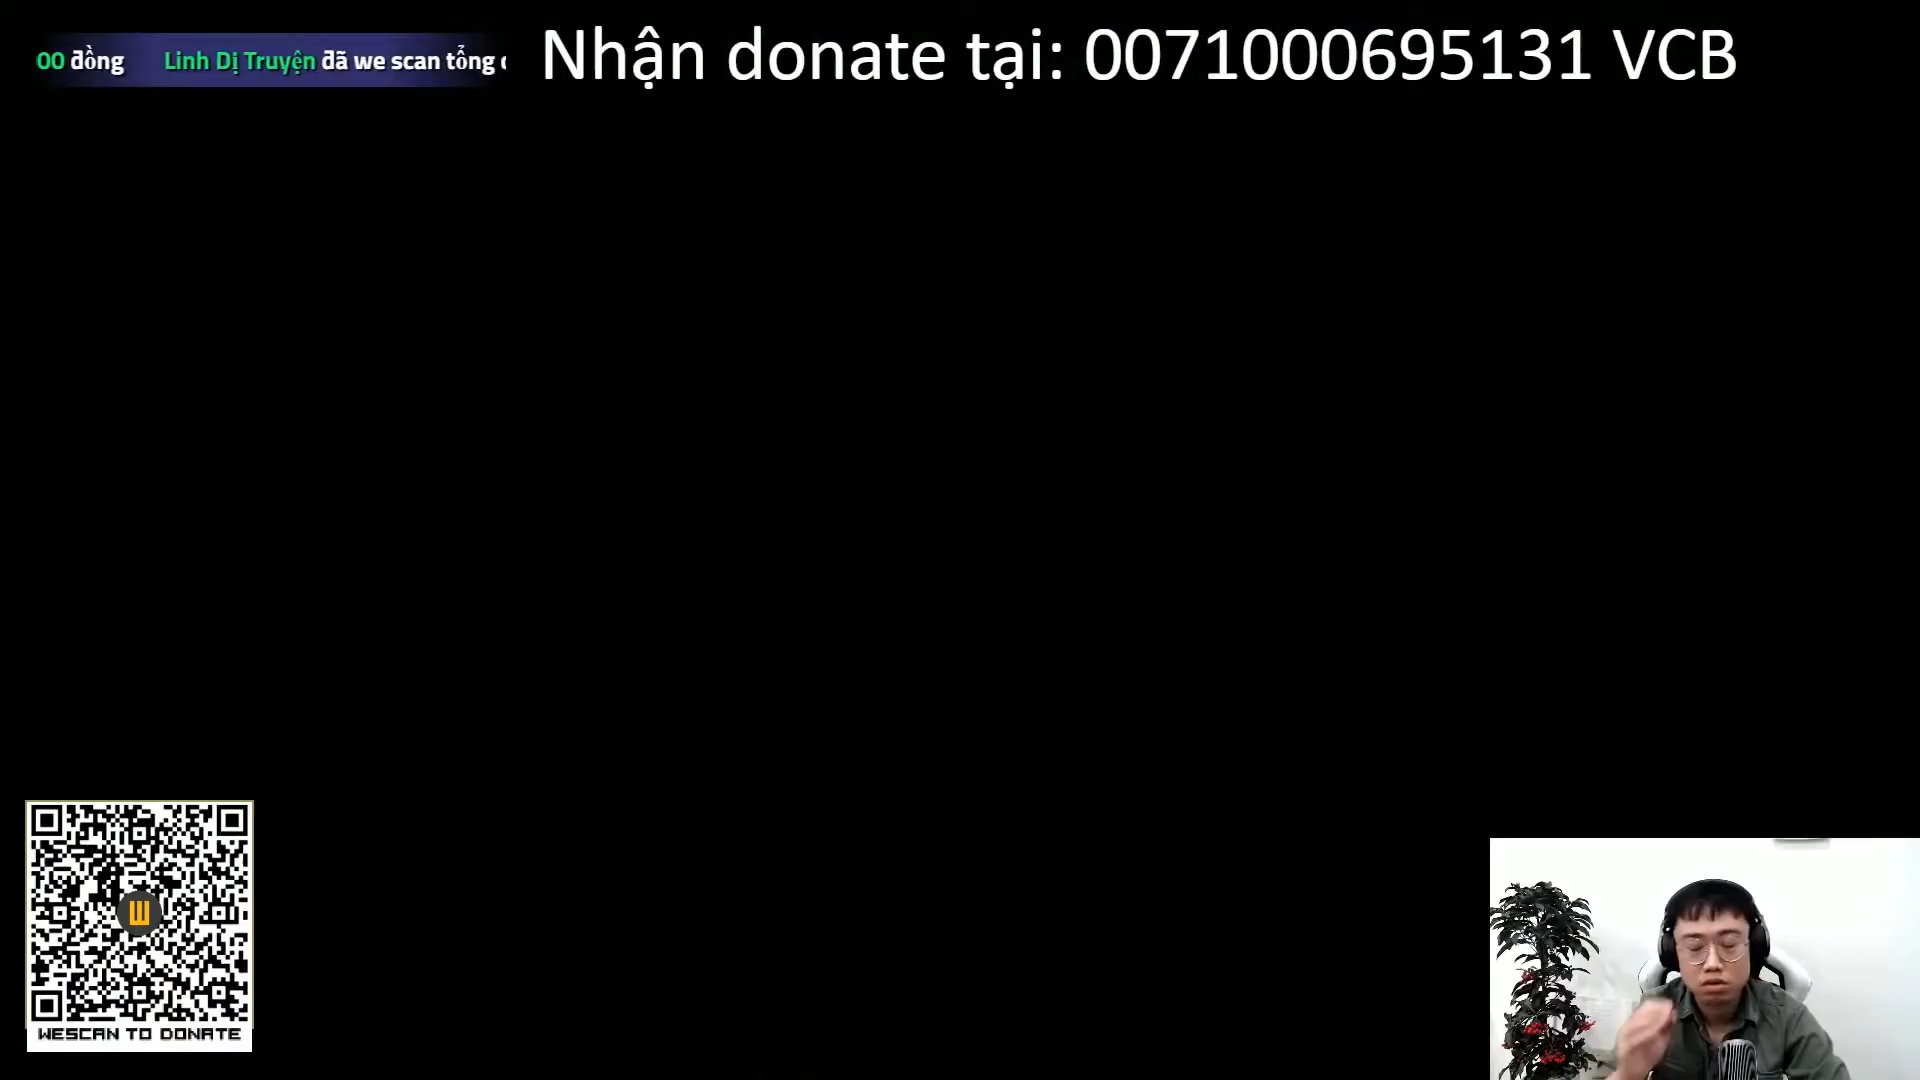 00 đồng Linh Dị Truyện đã we scan tổng
Nhận donate tại: 0071000695131 VCB
WESCAN TO DONATE